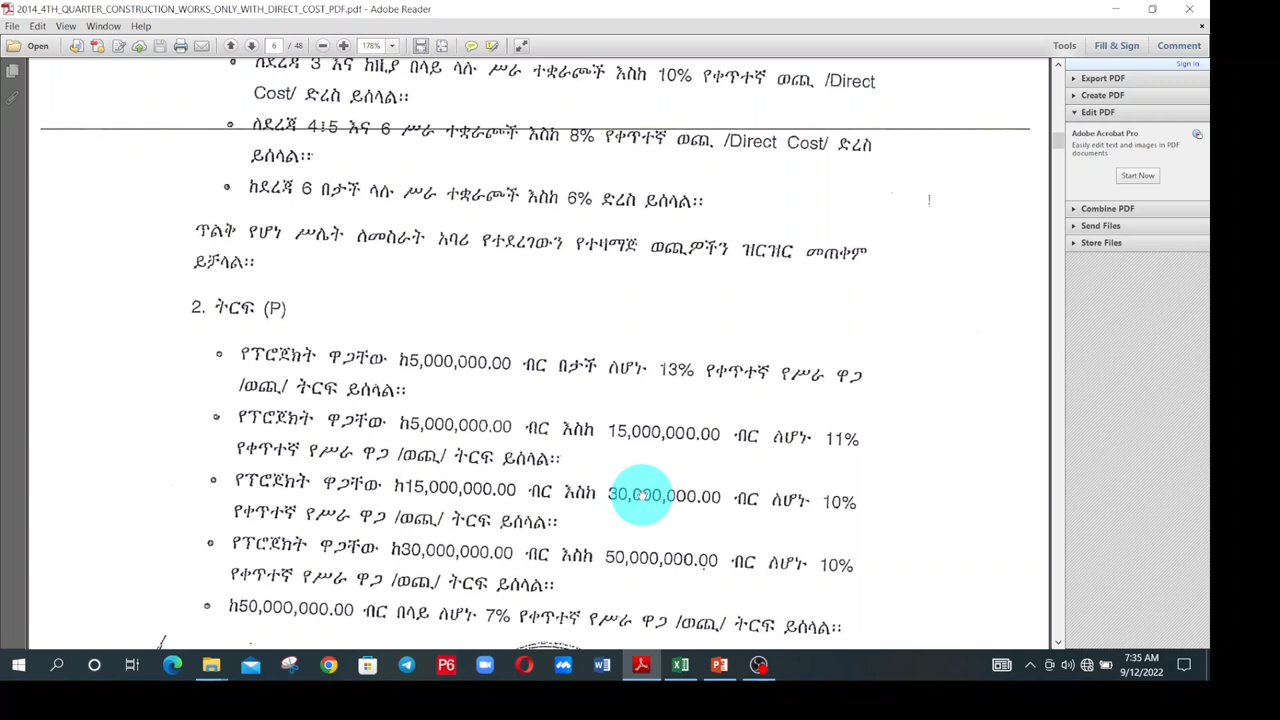 2014_4TH_QUARTER_CONSTRUCTION_WORKS_ONLY_WITH_DIRECT_COST_PDF.pdf - Adobe Reader
File Edit View Window Help
Open 6 / 48 178% Tools Fill & Sign Comment
Sign In
Export PDF
Create PDF
Edit PDF
Adobe Acrobat Pro
Easily edit text and images in PDF
documents
Start Now
Combine PDF
Send Files
Store Files
• ለደረጃ 3 እና ከዚያ በላይ ላሉ ሥራ ተቋራጮች እስከ 10% የቀጥተኛ ወጪ /Direct
Cost/ ድረስ ይሰላል፡፡
• ለደረጃ 4፤5 እና 6 ሥራ ተቋራጮች እስከ 8% የቀጥተኛ ወጪ /Direct Cost/ ድረስ
ይሰላል፡፡
• ከደረጃ 6 በታች ላሉ ሥራ ተቋራጮች እስከ 6% ድረስ ይሰላል፡፡
ጥልቅ የሆነ ሥሌት ለመስራት አባሪ የተደረገውን የተዛማጅ ወጪዎችን ዝርዝር መጠቀም
ይቻላል፡፡
2. ትርፍ (P)
• የፕሮጀክት ዋጋቸው ከ5,000,000.00 ብር በታች ለሆኑ 13% የቀጥተኛ የሥራ ዋጋ
/ወጪ/ ትርፍ ይሰላል፡፡
• የፕሮጀክት ዋጋቸው ከ5,000,000.00 ብር እስከ 15,000,000.00 ብር ለሆኑ 11%
የቀጥተኛ የሥራ ዋጋ /ወጪ/ ትርፍ ይሰላል፡፡
• የፕሮጀክት ዋጋቸው ከ15,000,000.00 ብር እስከ 30,000,000.00 ብር ለሆኑ 10%
የቀጥተኛ የሥራ ዋጋ /ወጪ/ ትርፍ ይሰላል፡፡
• የፕሮጀክት ዋጋቸው ከ30,000,000.00 ብር እስከ 50,000,000.00 ብር ለሆኑ 10%
የቀጥተኛ የሥራ ዋጋ /ወጪ/ ትርፍ ይሰላል፡፡
• ከ50,000,000.00 ብር በላይ ለሆኑ 7% የቀጥተኛ የሥራ ዋጋ /ወጪ/ ትርፍ ይሰላል፡፡
P6
7:35 AM
9/12/2022